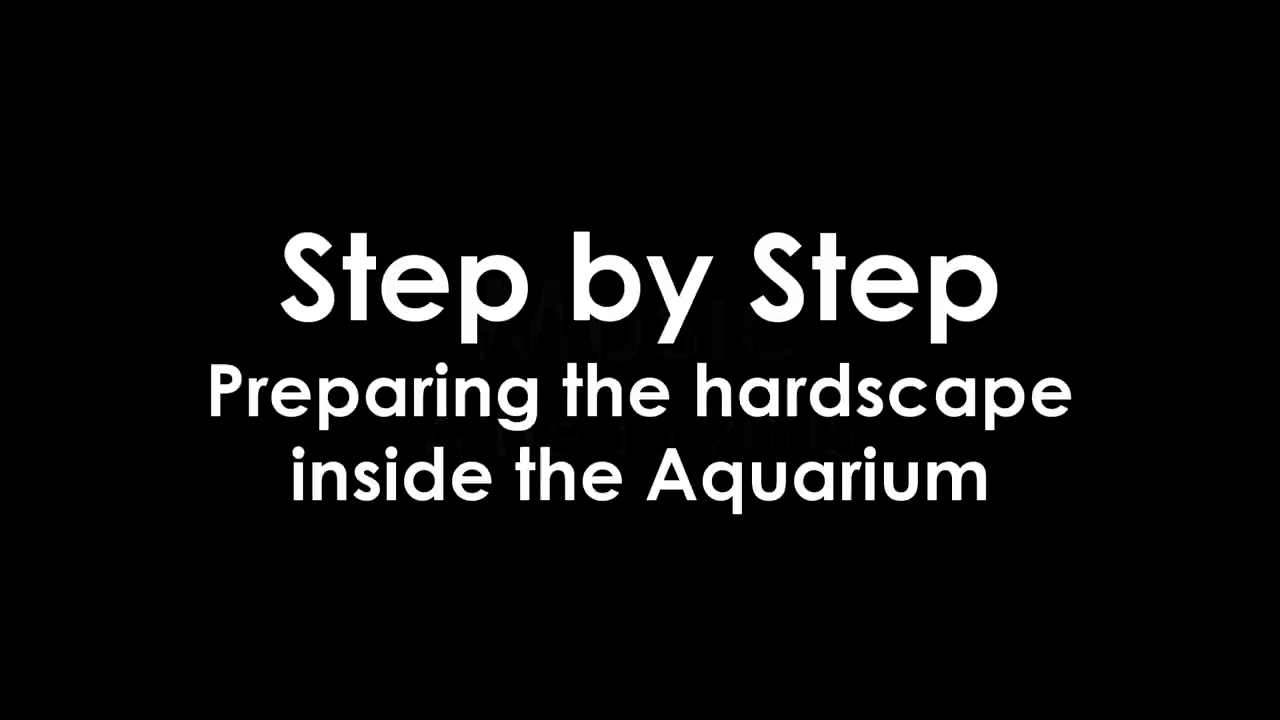 Step by Step
Preparing the hardscape
inside the Aquarium